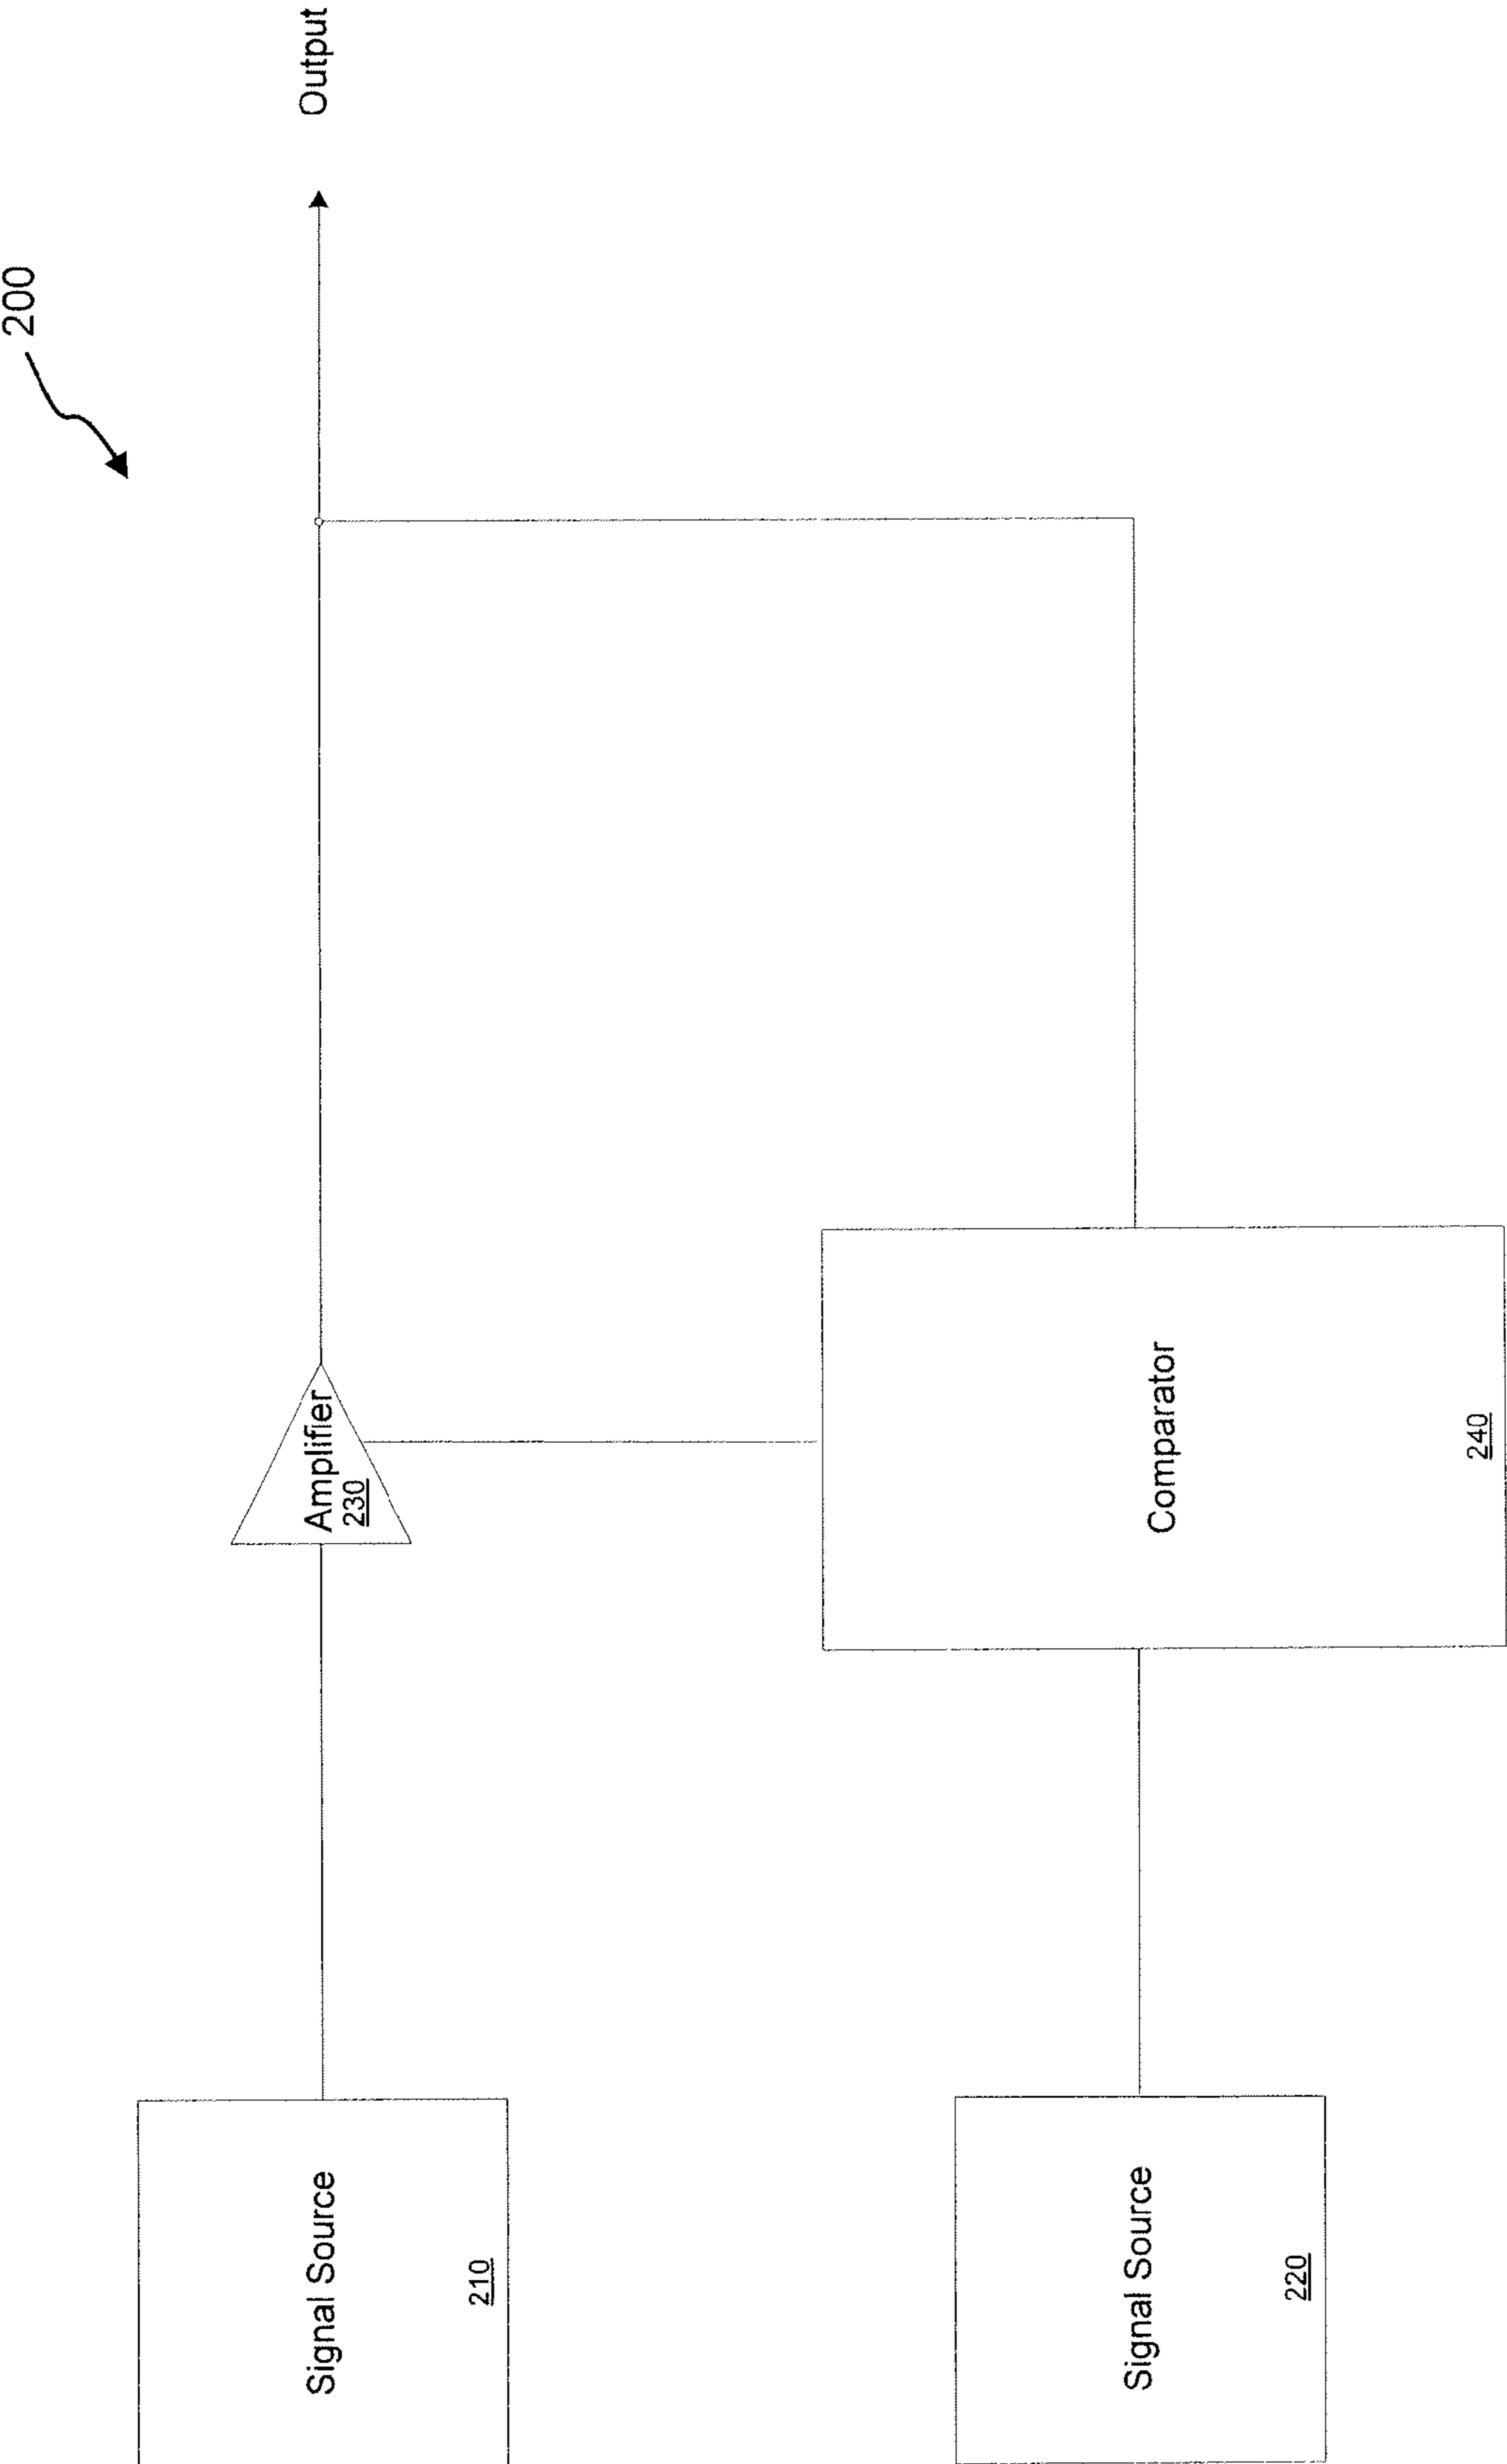 200
Output
Signal Source
210
Amplifier
230
Comparator
240
Signal Source
220